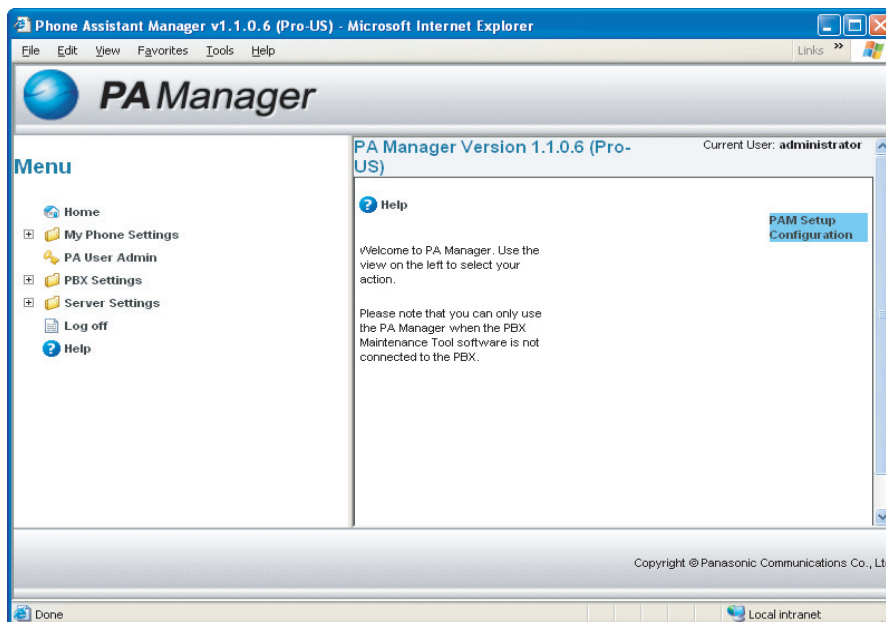 Phone Assistant Manager v1.1.0.6 (Pro-US) - Microsoft Internet Explorer
File Edit View Favorites Tools Help
Links »
PA Manager
Menu
Home
My Phone Settings
PA User Admin
PBX Settings
Server Settings
Log off
Help
PA Manager Version 1.1.0.6 (Pro-
US)
Current User: administrator
Help
PAM Setup
Configuration
Welcome to PA Manager. Use the
view on the left to select your
action.
Please note that you can only use
the PA Manager when the PBX
Maintenance Tool software is not
connected to the PBX.
Copyright © Panasonic Communications Co., Lt
Done
Local intranet